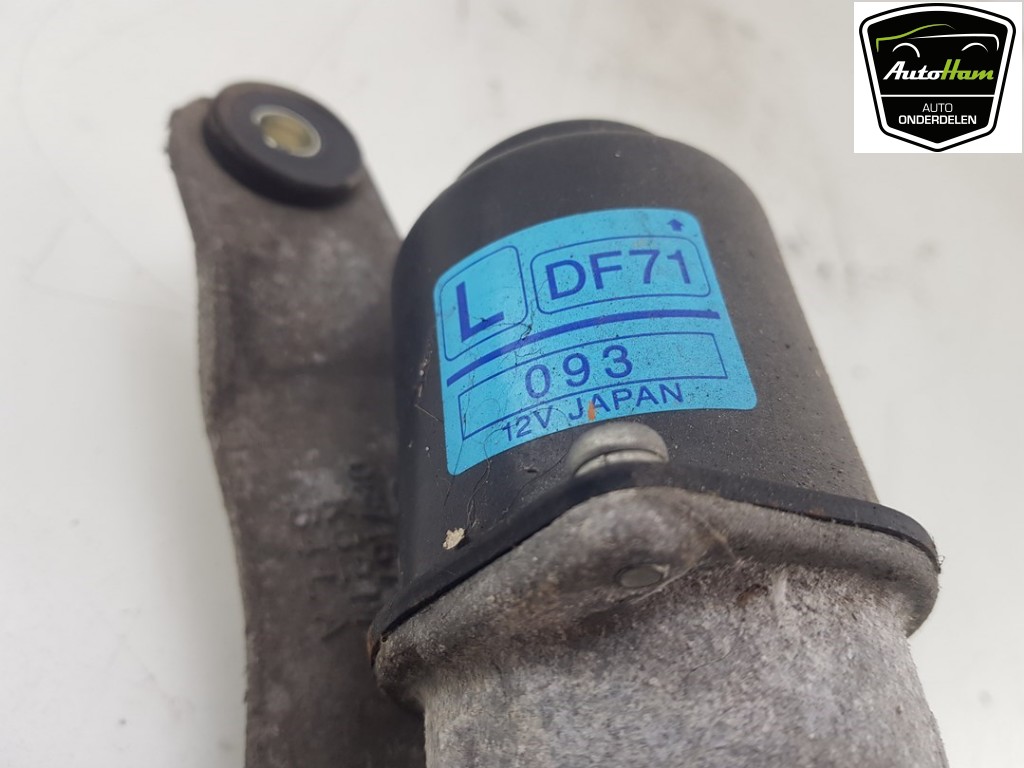 AutoHam
AUTO
ONDERDELEN
L DF71
093
12V JAPAN